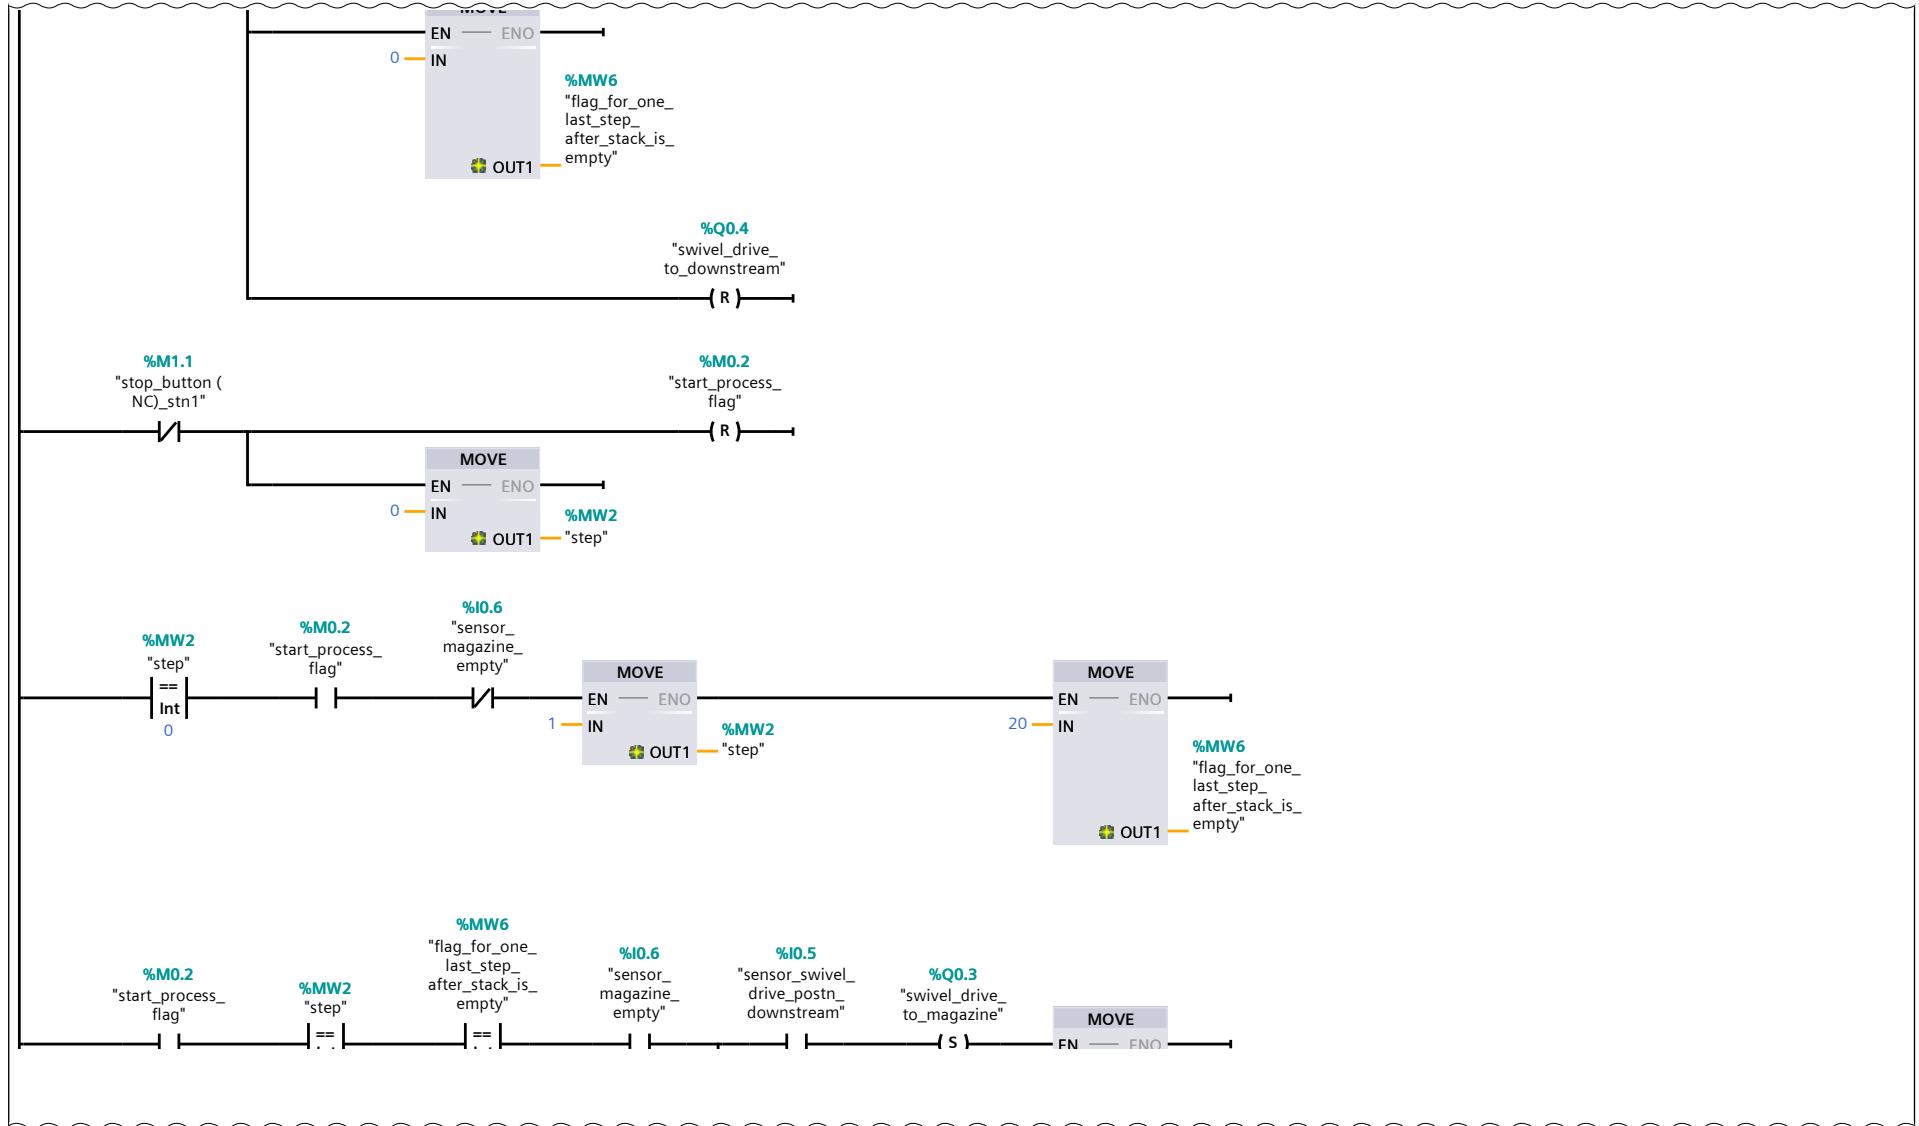 MOVE
EN ENO
0 IN
%MW6
"flag_for_one_
last_step_
after_stack_is_
empty"
OUT1
%Q0.4
"swivel_drive_
to_downstream"
( R )
%M1.1
"stop_button (
NC)_stn1"
%M0.2
"start_process_
flag"
( R )
MOVE
EN ENO
0 IN
%MW2
OUT1 "step"
%MW2
"step"
==
Int
0
%M0.2
"start_process_
flag"
%I0.6
"sensor_
magazine_
empty"
MOVE
EN ENO
1 IN
%MW2
OUT1 "step"
MOVE
EN ENO
20 IN
%MW6
"flag_for_one_
last_step_
after_stack_is_
empty"
OUT1
%M0.2
"start_process_
flag"
%MW2
"step"
==
%MW6
"flag_for_one_
last_step_
after_stack_is_
empty"
==
%I0.6
"sensor_
magazine_
empty"
%I0.5
"sensor_swivel_
drive_postn_
downstream"
%Q0.3
"swivel_drive_
to_magazine"
( S )
MOVE
EN ENO